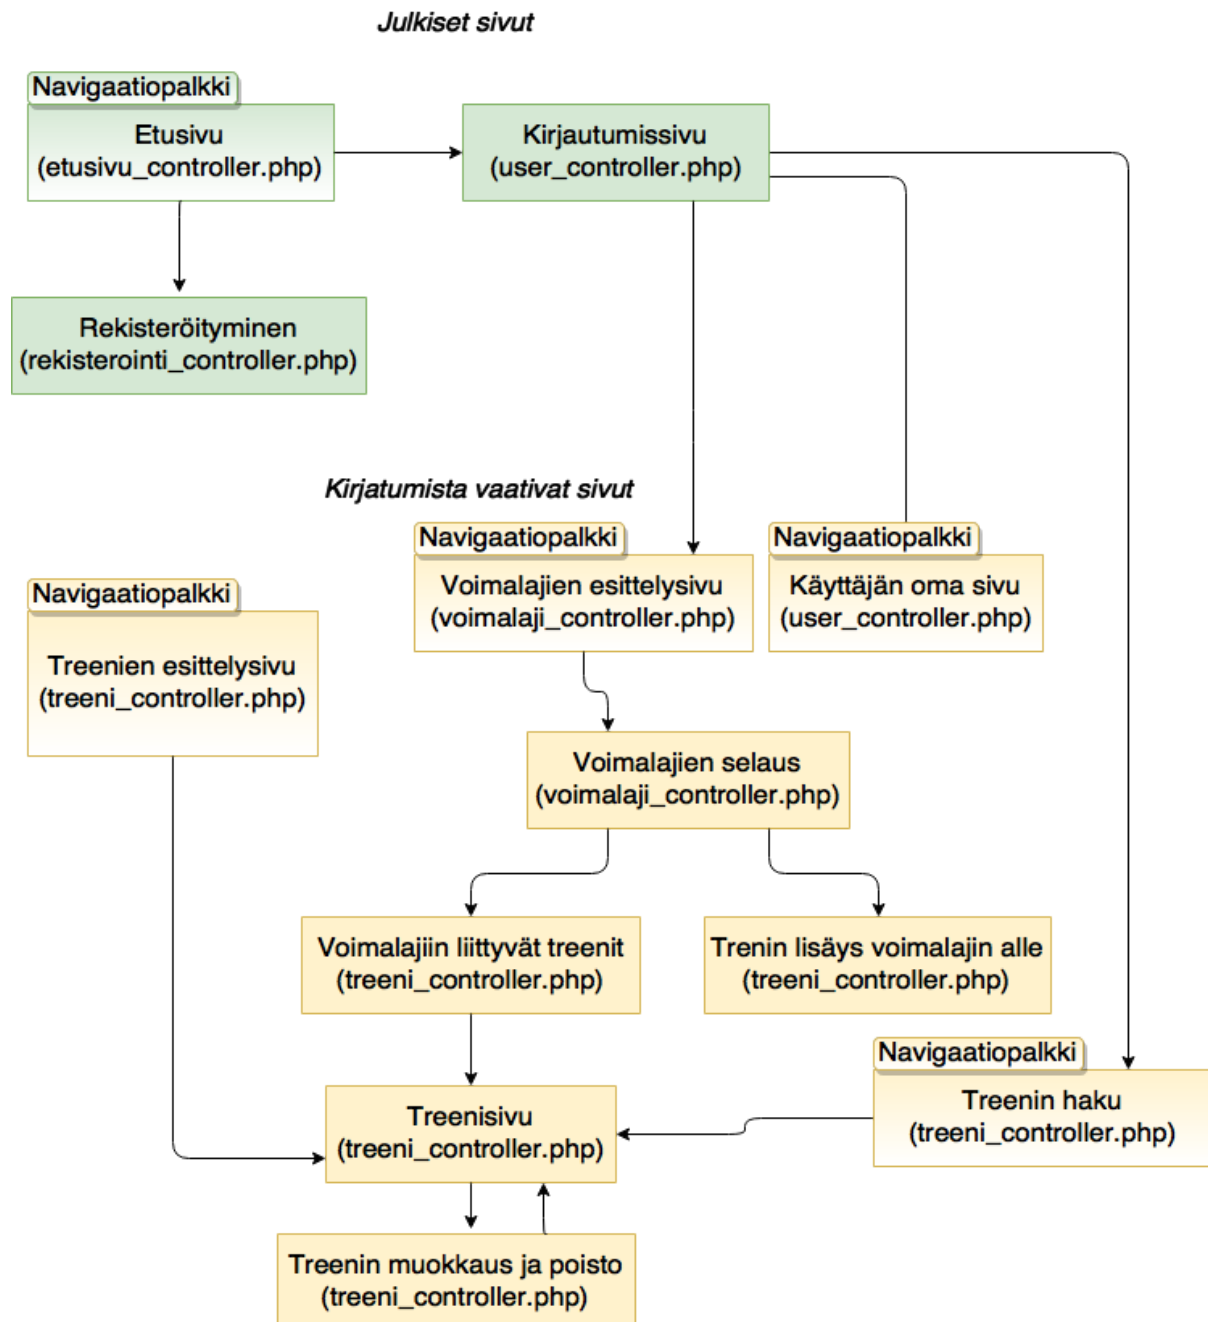 Julkiset sivut
Navigaatiopalkki
Etusivu
(etusivu_controller.php)
Kirjautumissivu
(user_controller.php)
Rekisteröityminen
(rekisterointi_controller.php)
Kirjatumista vaativat sivut
Navigaatiopalkki
Voimalajien esittelysivu
(voimalaji_controller.php)
Navigaatiopalkki
Käyttäjän oma sivu
(user_controller.php)
Navigaatiopalkki
Treenien esittelysivu
(treeni_controller.php)
Voimalajien selaus
(voimalaji_controller.php)
Voimalajiin liittyvät treenit
(treeni_controller.php)
Trenin lisäys voimalajin alle
(treeni_controller.php)
Navigaatiopalkki
Treenin haku
(treeni_controller.php)
Treenisivu
(treeni_controller.php)
Treenin muokkaus ja poisto
(treeni_controller.php)